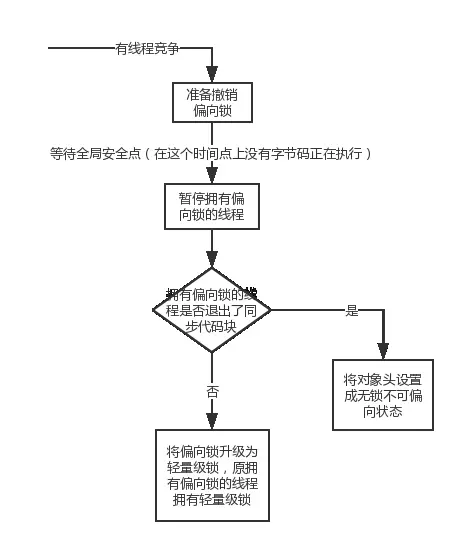 有线程竞争
准备撤销
偏向锁
等待全局安全点（在这个时间点上没有字节码正在执行）
暂停拥有偏
向锁的线程
拥有偏向锁的线
程是否退出了同
步代码块
是
将对象头设置
成无锁不可偏
向状态
否
将偏向锁升级为
轻量级锁，原拥
有偏向锁的线程
拥有轻量级锁